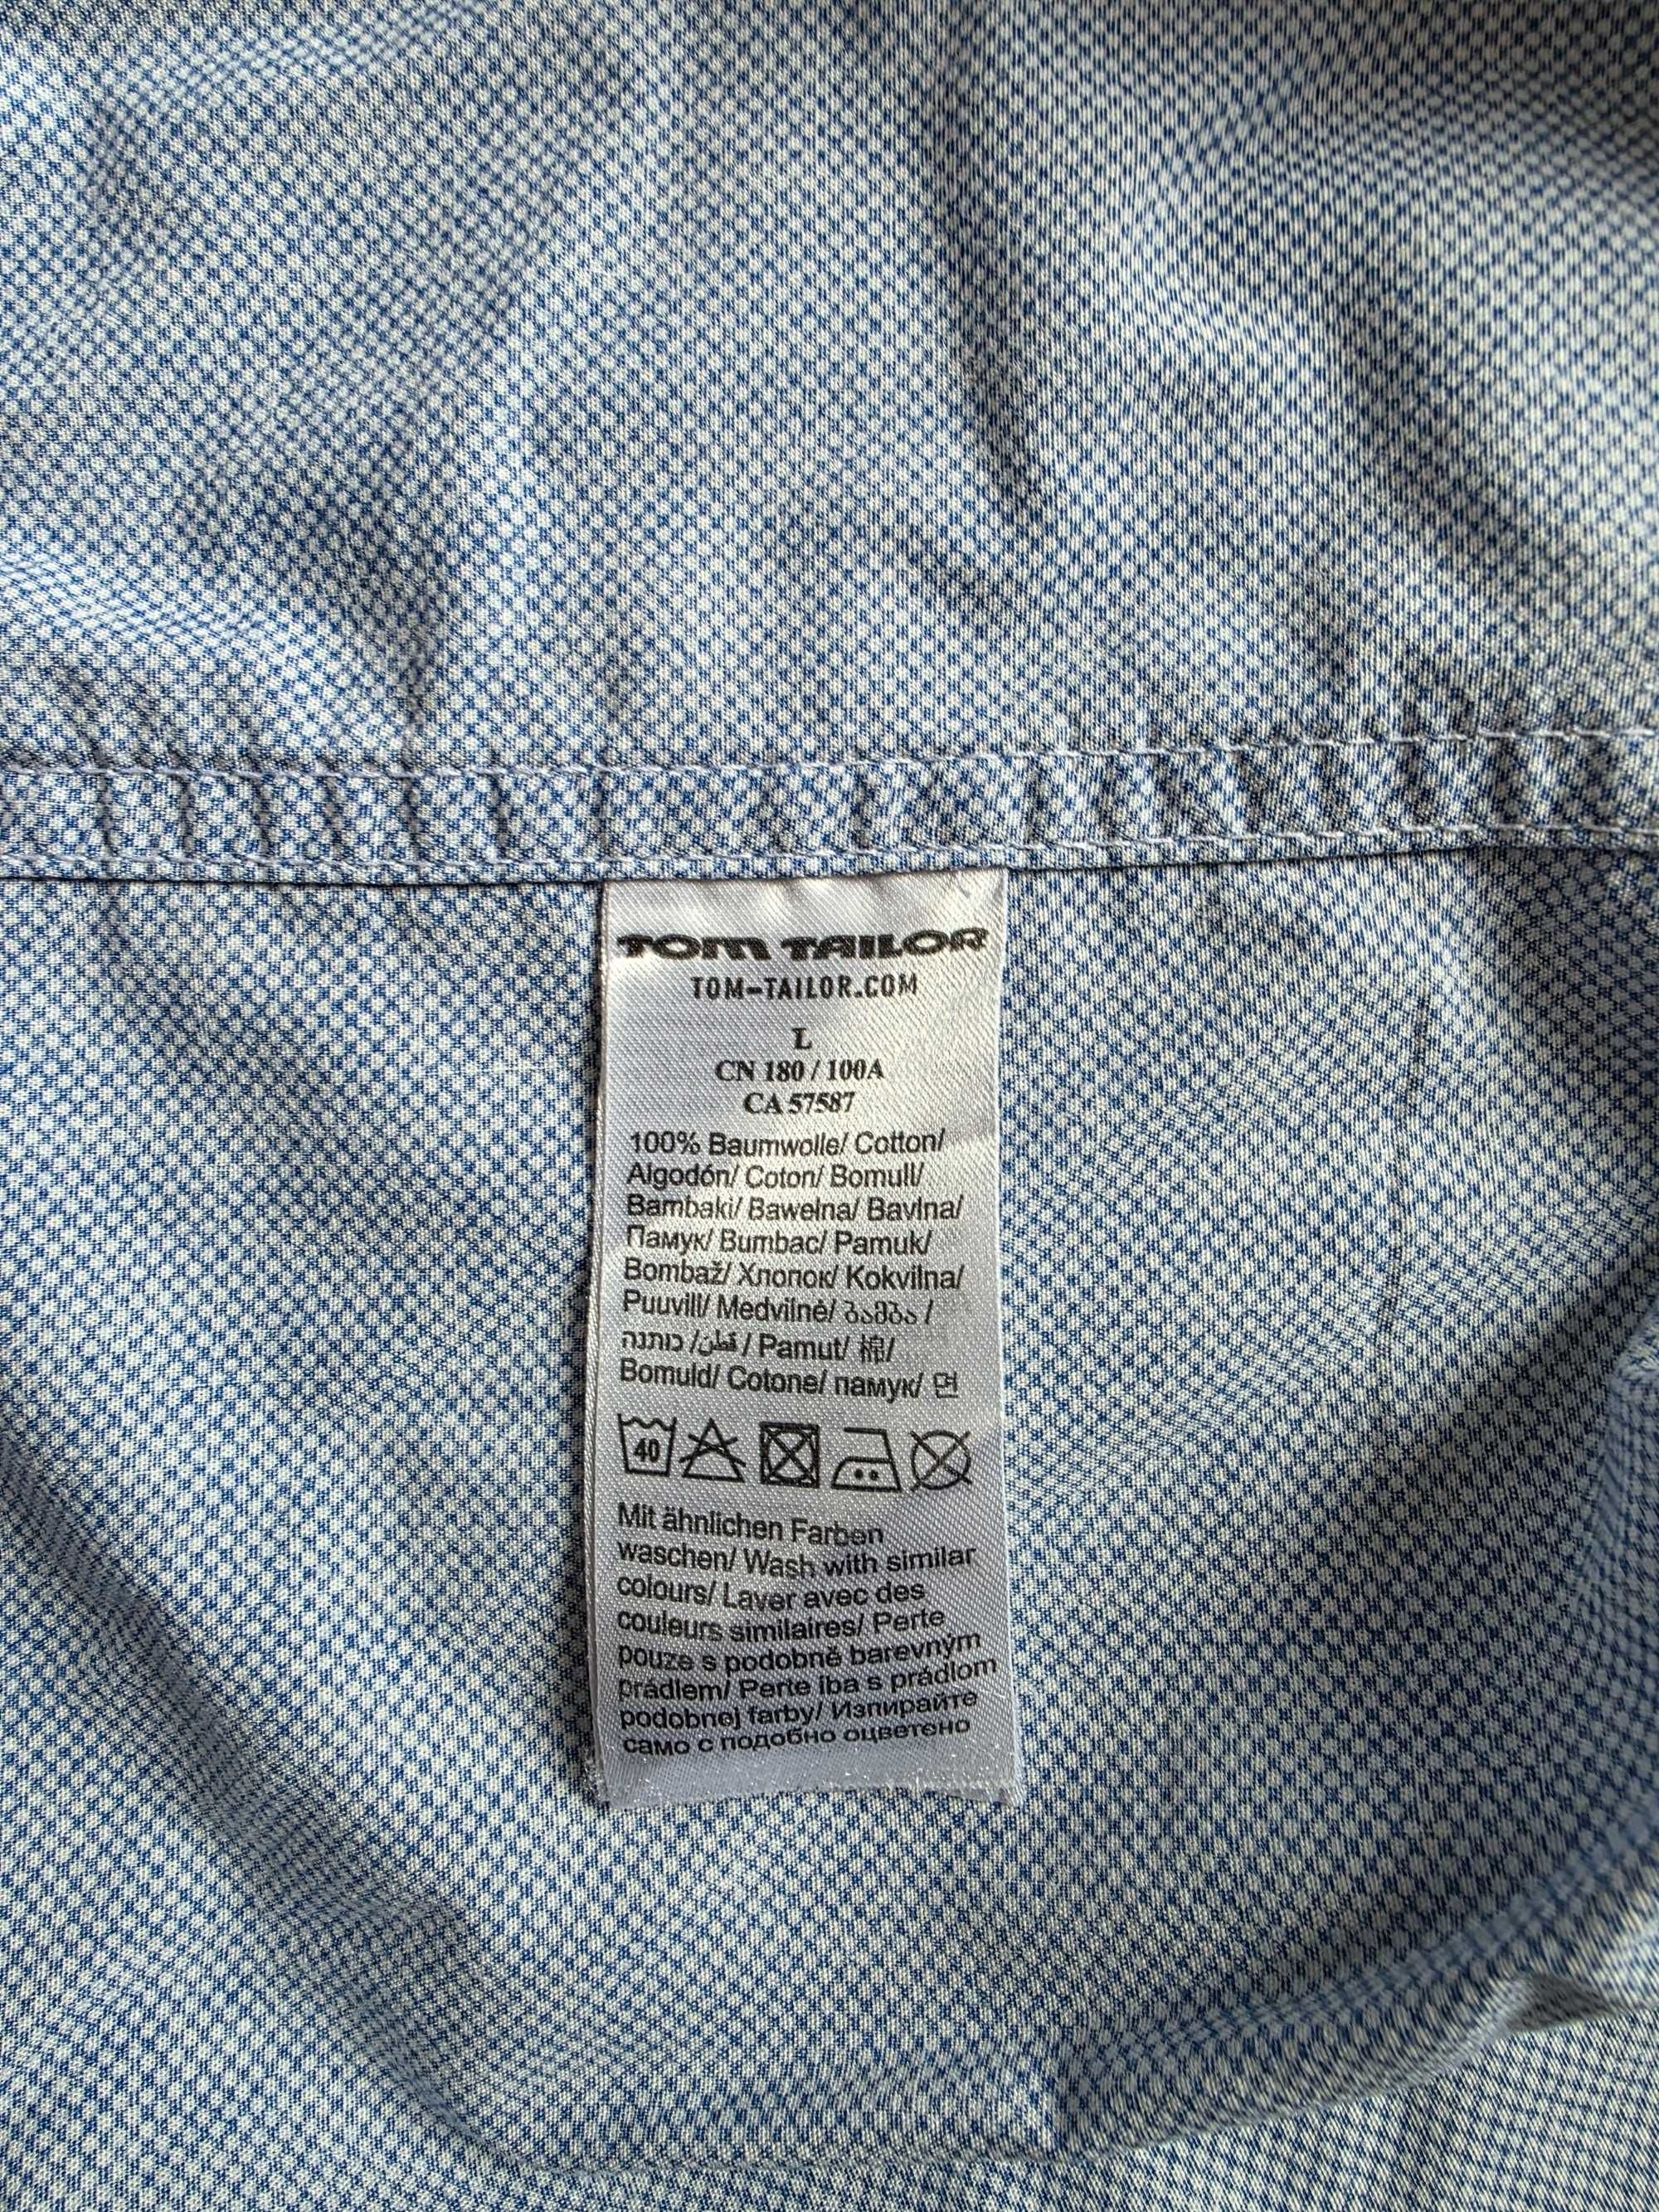 TOM TAILOR
TOM-TAILOR.COM
L
CN 180 / 100A
CA 57587
100% Baumwolle/ Cotton/
Algodón/ Coton/ Bomull/
Bambaki/ Bawełna/ Bavlna/
Памук/ Bumbac/ Pamuk/
Bombaž/ Хлопок/ Kokvilna/
Puuvill/ Medvilnė/ ბამბა /
כותנה /قطن / Pamut/ 棉/
Bomuld/ Cotone/ памук/ 면
40
Mit ähnlichen Farben
waschen/ Wash with similar
colours/ Laver avec des
couleurs similaires/ Perte
pouze s podobně barevným
prádlem/ Perte iba s prádlom
podobnej farby/ Изпирайте
само с подобно оцветено